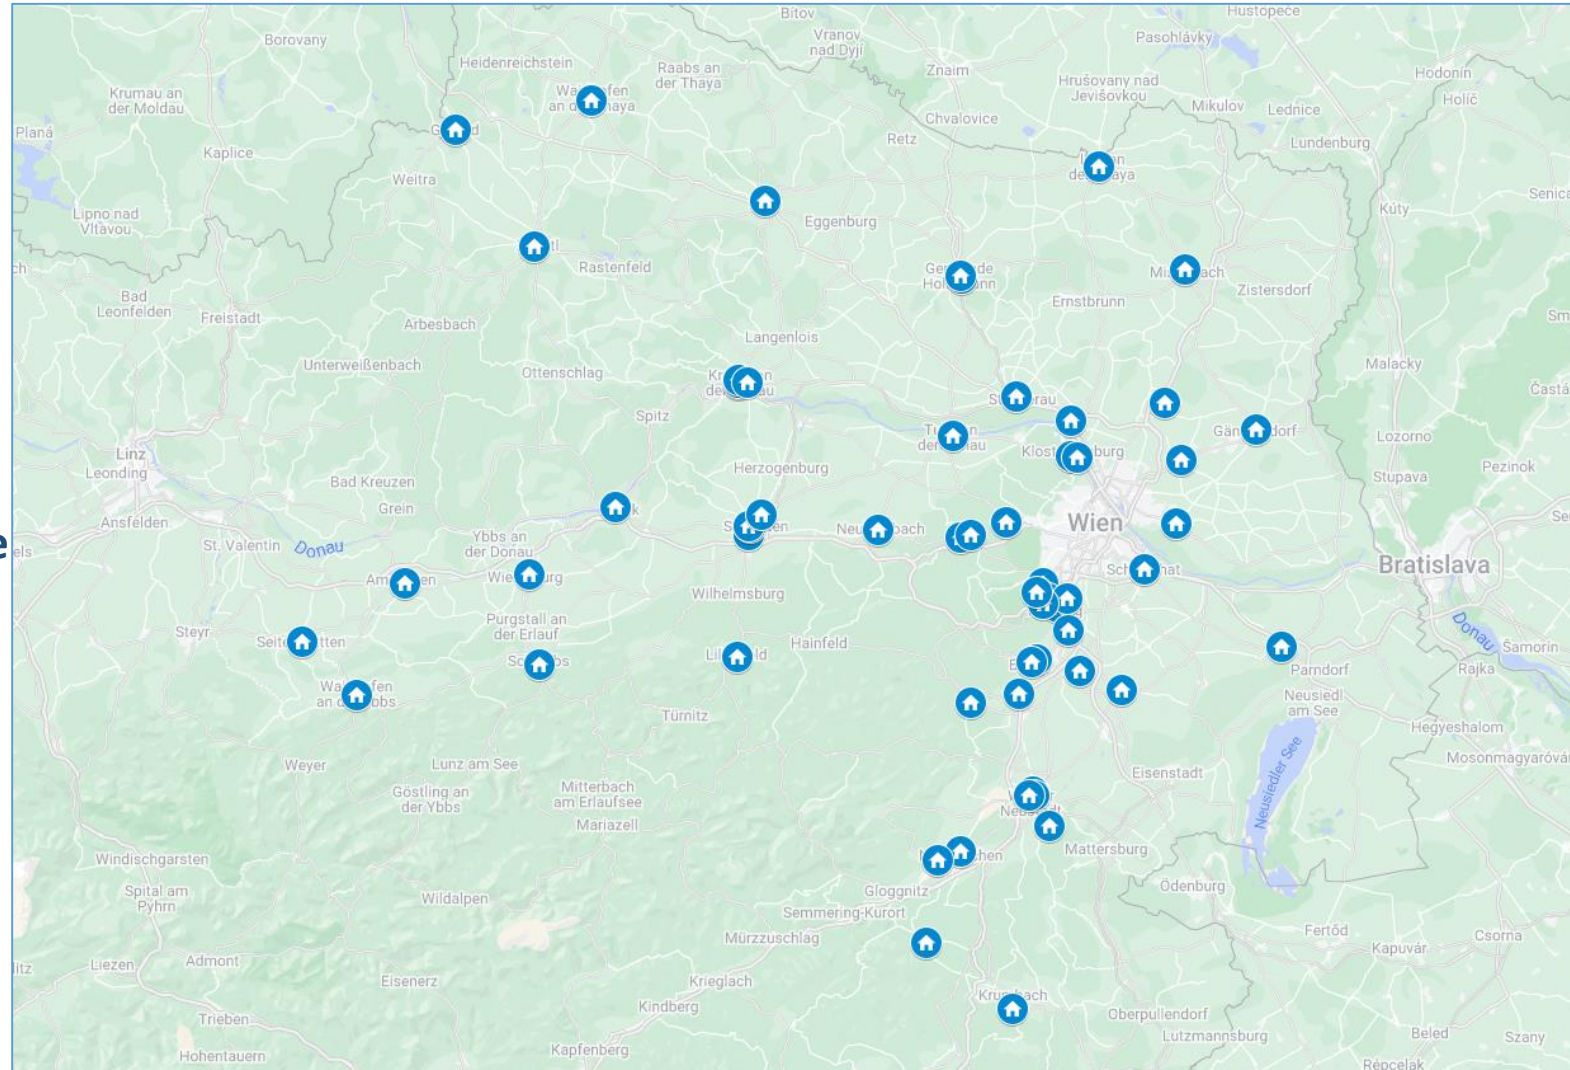 Bítov
Hustopeče
Borovany
Vranov
nad Dyjí
Pasohlávky
Heidenreichstein
Raabs an
der Thaya
Znaim
Hrušovany nad
Jevišovkou
Hodonín
Krumau an
der Moldau
Mikulov
Lednice
Holíč
Chvalovice
Planá
Kaplice
Retz
Lundenburg
Weitra
Lipno nad
Vltavou
Eggenburg
Kúty
Rastenfeld
Ernstbrunn
Zistersdorf
Bad
Leonfelden
Freistadt
Arbesbach
Langenlois
Unterweißenbach
Ottenschlag
Malacky
Spitz
Linz
Leonding
Herzogenburg
Lozorno
Pezinok
Stupava
Bad Kreuzen
Grein
Ansfelden
Wien
St. Valentin
Donau
Ybbs an
der Donau
Bratislava
Wilhelmsburg
Purgstall an
der Erlauf
Steyr
Hainfeld
Donau
Šamorín
Parndorf
Rajka
Neusiedl
am See
Türnitz
Hegyeshalom
Weyer
Lunz am See
Eisenstadt
Mosonmagyaróvár
Göstling an
der Ybbs
Mitterbach
am Erlaufsee
Mariazell
Neusiedler See
Windischgarsten
Mattersburg
Spital am
Pyhrn
Wildalpen
Gloggnitz
Ödenburg
Semmering-Kurort
Mürzzuschlag
Fertőd
Kapuvár
Csorna
Liezen
Admont
Eisenerz
Krieglach
Kindberg
Trieben
Oberpullendorf
Lutzmannsburg
Beled
Szany
Hohentauern
Kapfenberg
Répcelak